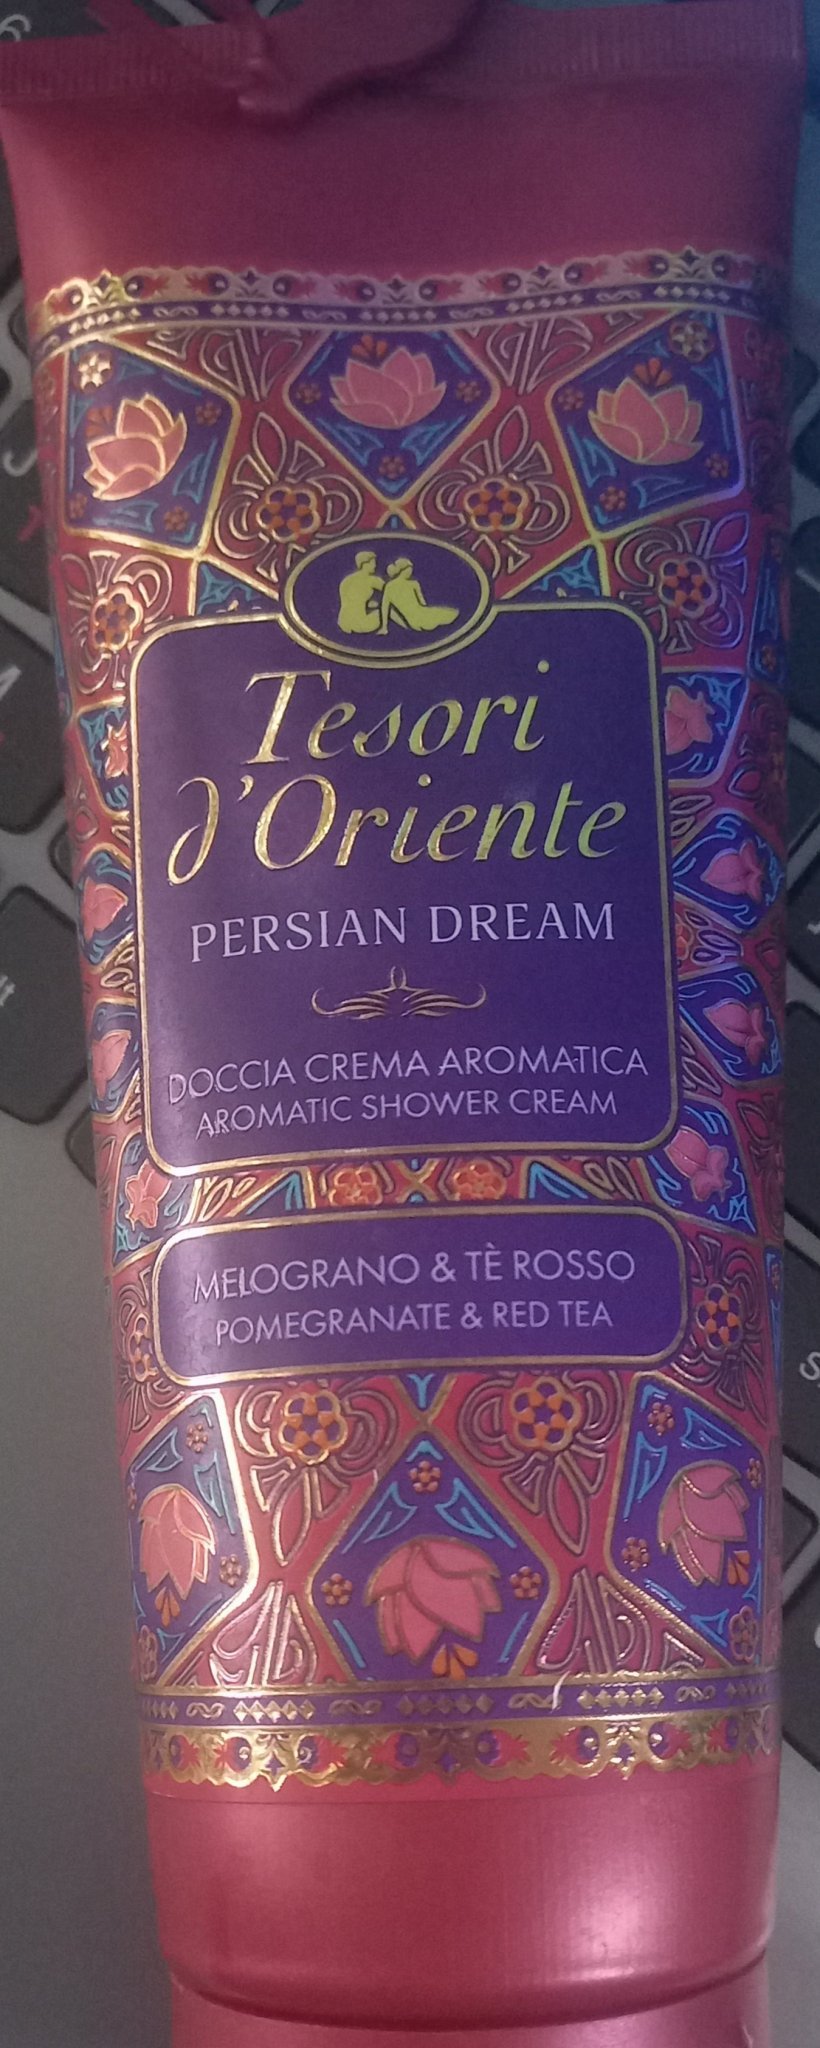 Tesori
d'Oriente
PERSIAN DREAM
DOCCIA CREMA AROMATICA
AROMATIC SHOWER CREAM
MELOGRANO & TÈ ROSSO
POMEGRANATE & RED TEA